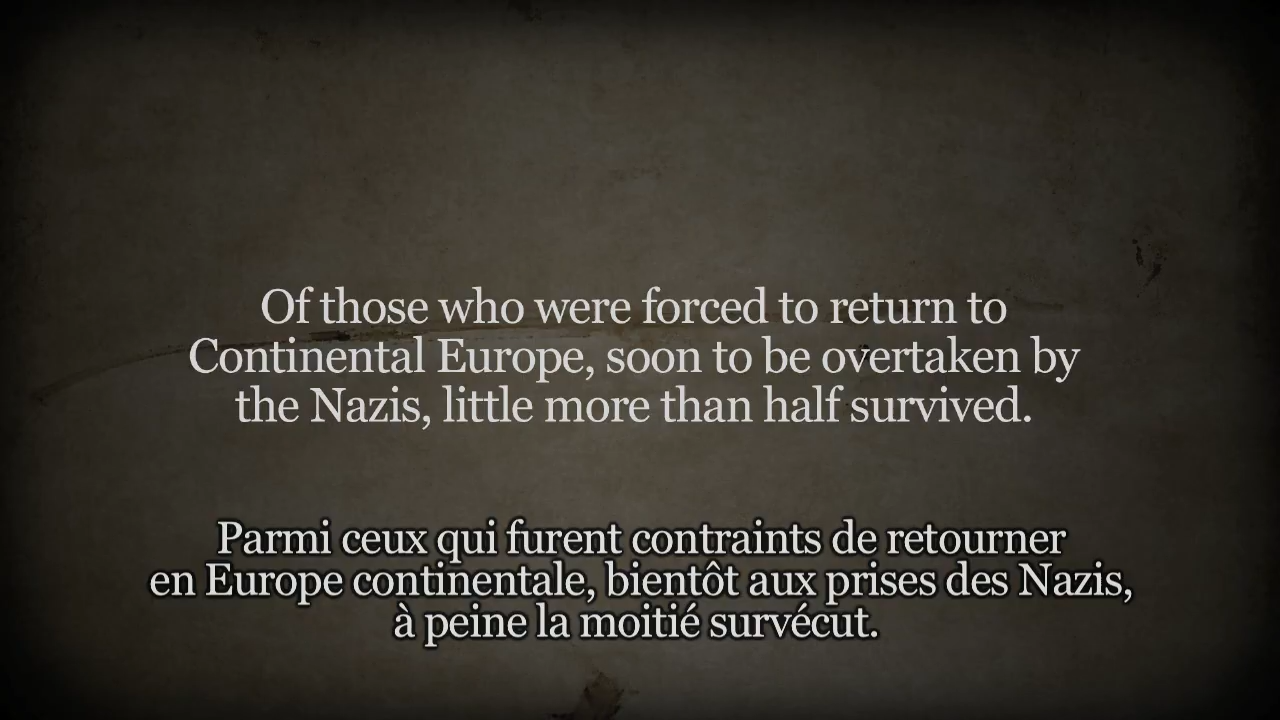 Of those who were forced to return to
Continental Europe, soon to be overtaken by
the Nazis, little more than half survived.
Parmi ceux qui furent contraints de retourner
en Europe continentale, bientôt aux prises des Nazis,
à peine la moitié survécut.